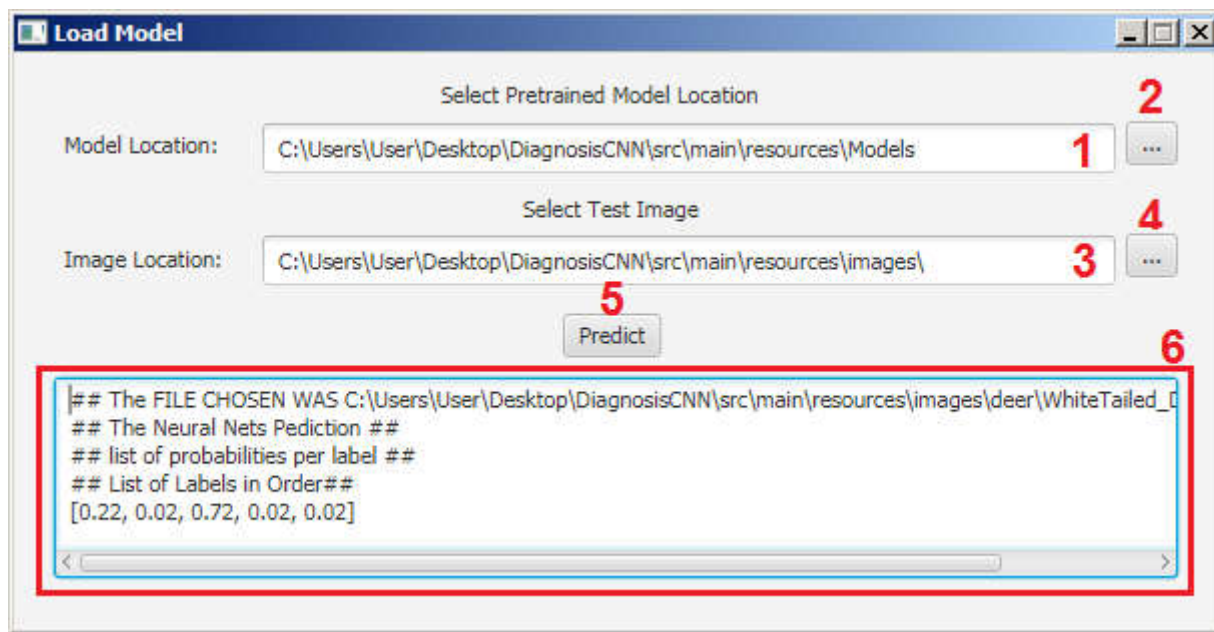 Load Model
Select Pretrained Model Location
2
Model Location:
C:\Users\User\Desktop\DiagnosisCNN\src\main\resources\Models
1
...
Select Test Image
4
Image Location:
C:\Users\User\Desktop\DiagnosisCNN\src\main\resources\images\
3
...
5
Predict
6
## The FILE CHOSEN WAS C:\Users\User\Desktop\DiagnosisCNN\src\main\resources\images\deer\WhiteTailed_D
## The Neural Nets Pediction ##
## list of probabilities per label ##
## List of Labels in Order##
[0.22, 0.02, 0.72, 0.02, 0.02]